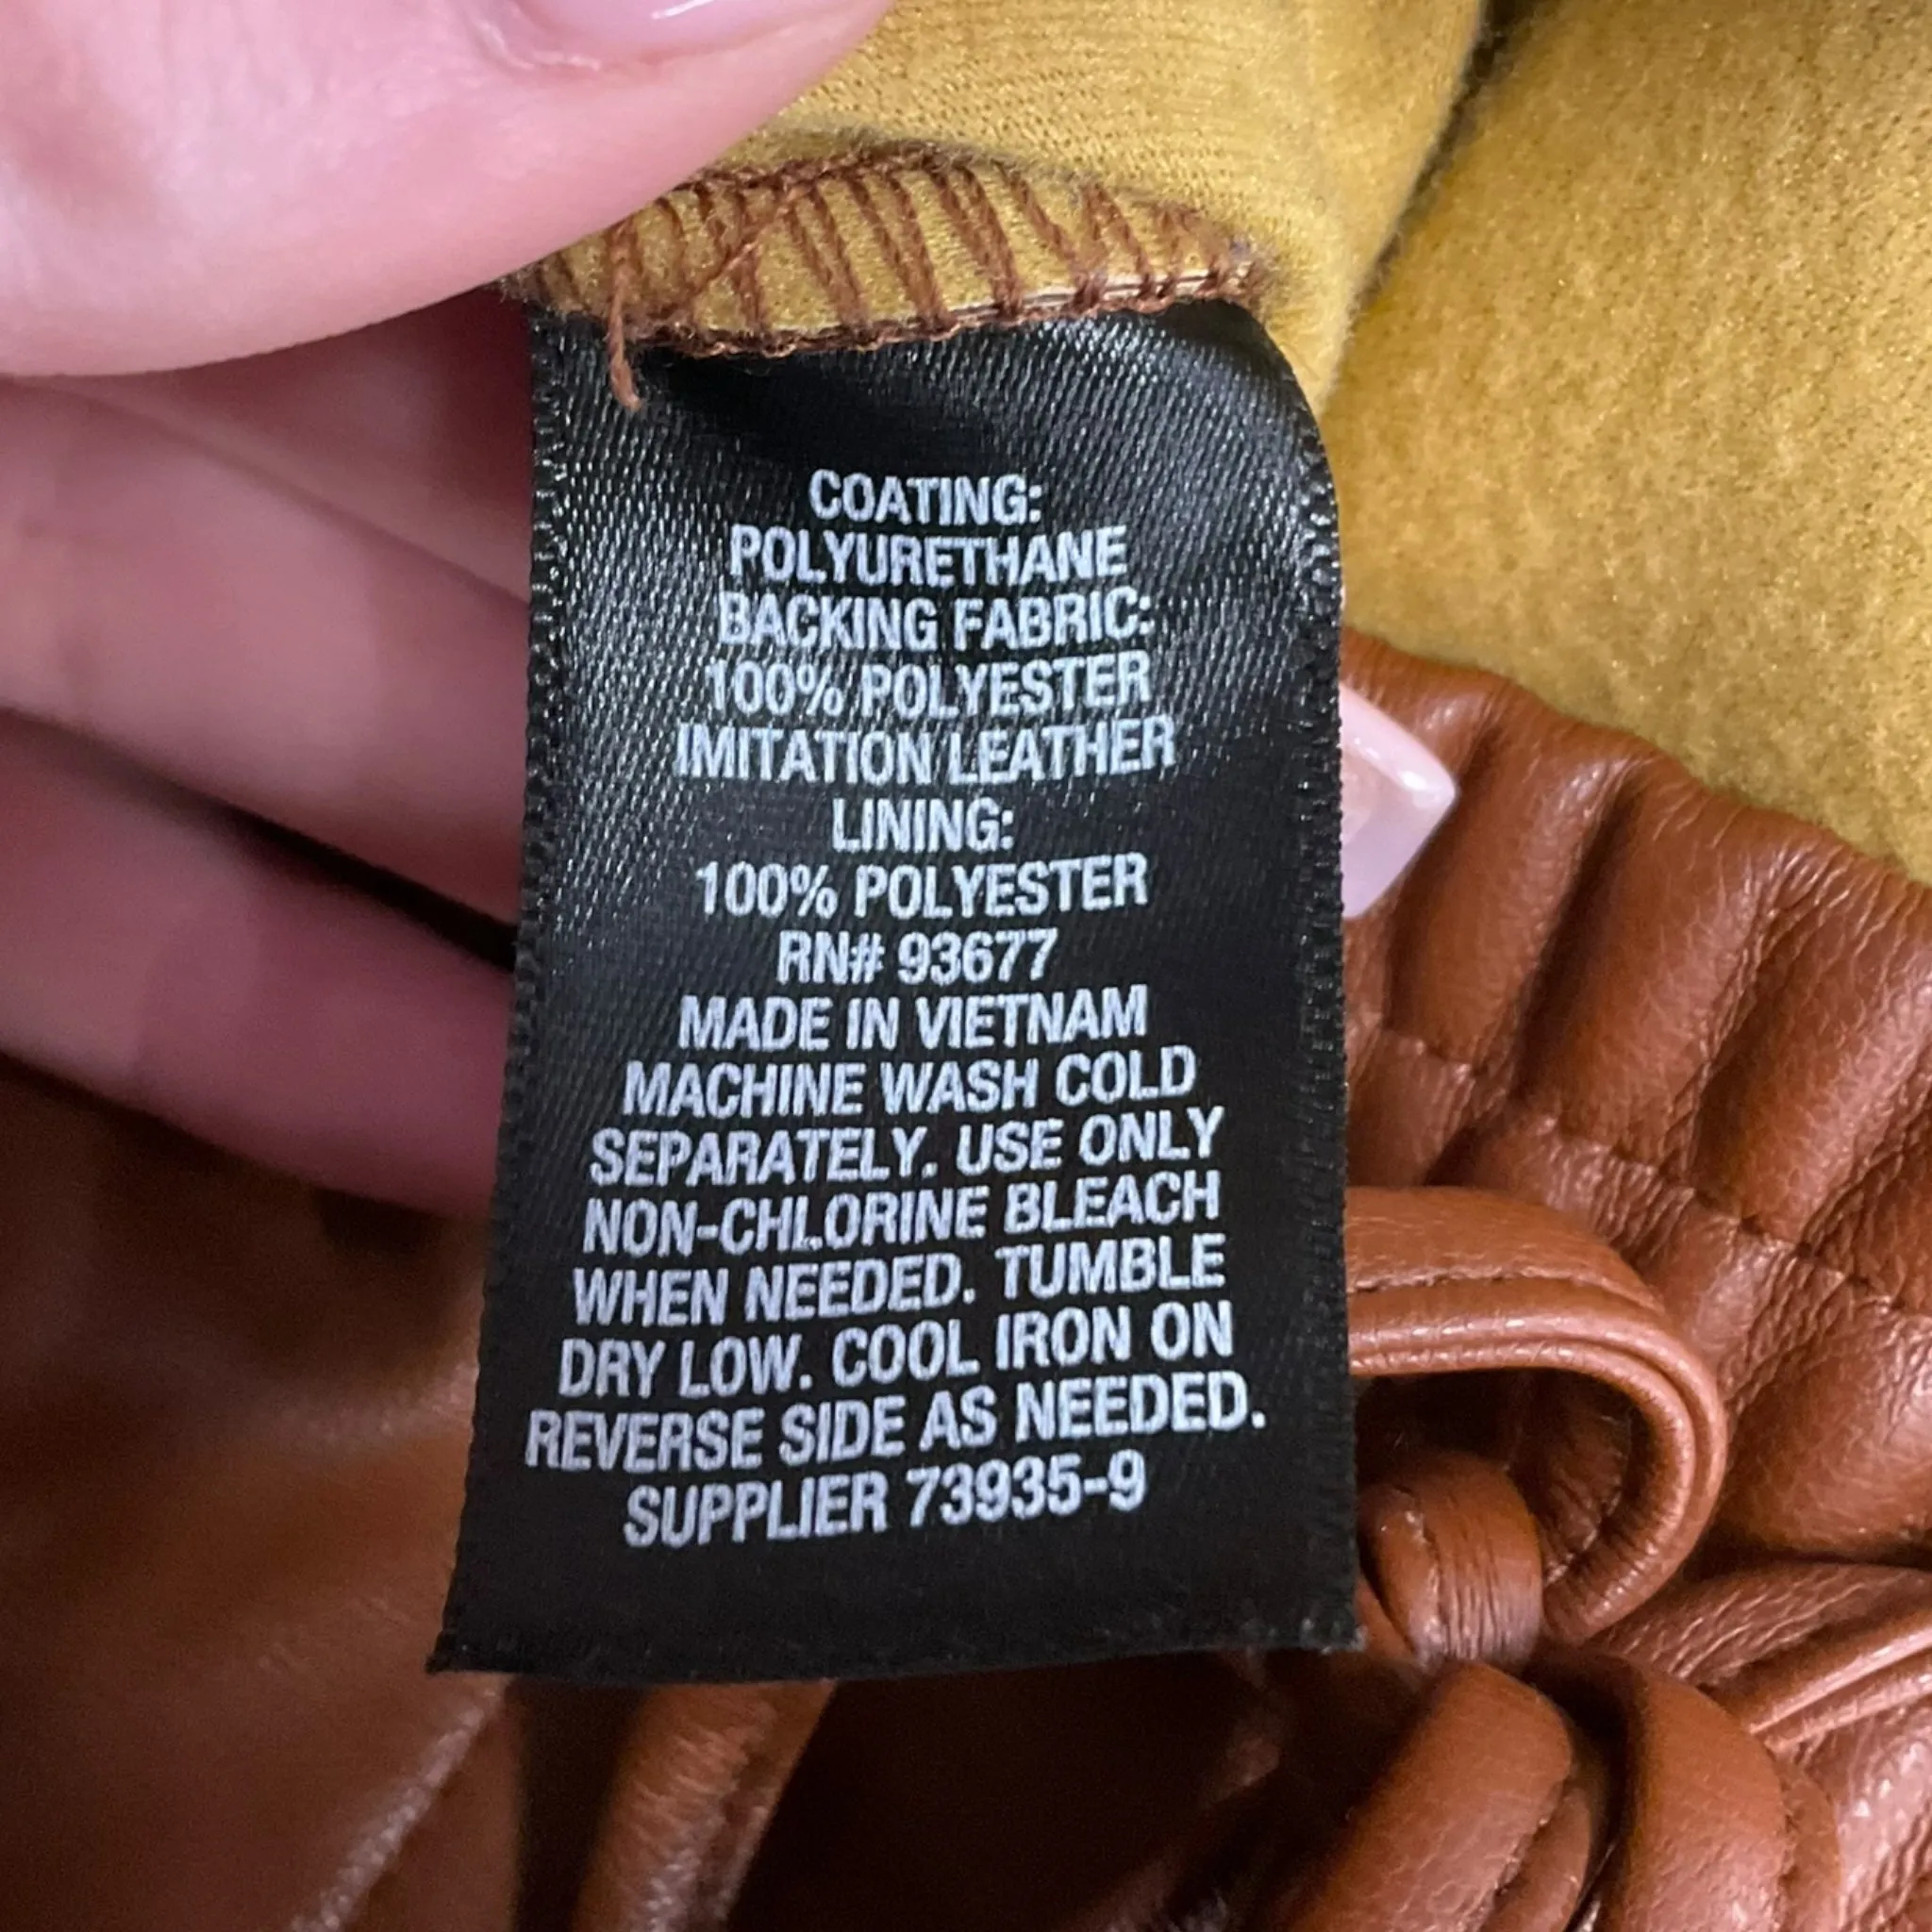 COATING:
POLYURETHANE
BACKING FABRIC:
100% POLYESTER
IMITATION LEATHER
LINING:
100% POLYESTER
RN# 93677
MADE IN VIETNAM
MACHINE WASH COLD
SEPARATELY. USE ONLY
NON-CHLORINE BLEACH
WHEN NEEDED. TUMBLE
DRY LOW. COOL IRON ON
REVERSE SIDE AS NEEDED.
SUPPLIER 73935-9